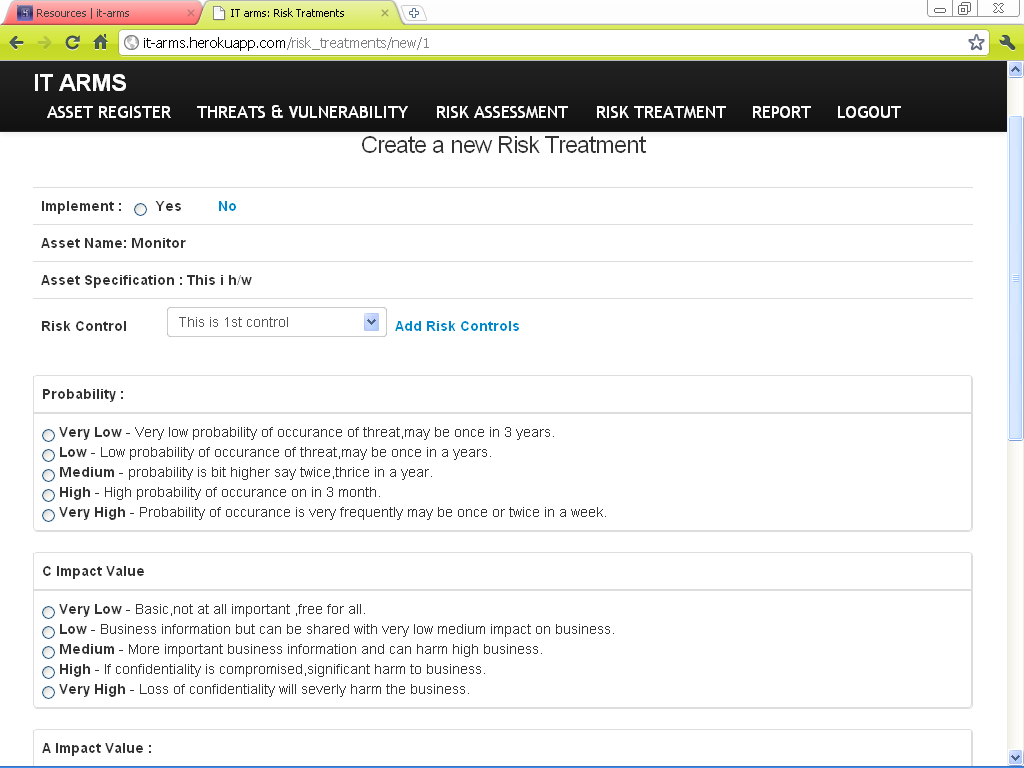 Resources | it-arms
IT arms: Risk Tratments
it-arms.herokuapp.com/risk_treatments/new/1
IT ARMS
ASSET REGISTER THREATS & VULNERABILITY RISK ASSESSMENT RISK TREATMENT REPORT LOGOUT
Create a new Risk Treatment
Implement : Yes No
Asset Name: Monitor
Asset Specification : This i h/w
Risk Control This is 1st control Add Risk Controls
Probability :
Very Low - Very low probability of occurance of threat,may be once in 3 years.
Low - Low probability of occurance of threat,may be once in a years.
Medium - probability is bit higher say twice,thrice in a year.
High - High probability of occurance on in 3 month.
Very High - Probability of occurance is very frequently may be once or twice in a week.
C Impact Value
Very Low - Basic,not at all important ,free for all.
Low - Business information but can be shared with very low medium impact on business.
Medium - More important business information and can harm high business.
High - If confidentiality is compromised,significant harm to business.
Very High - Loss of confidentiality will severly harm the business.
A Impact Value :